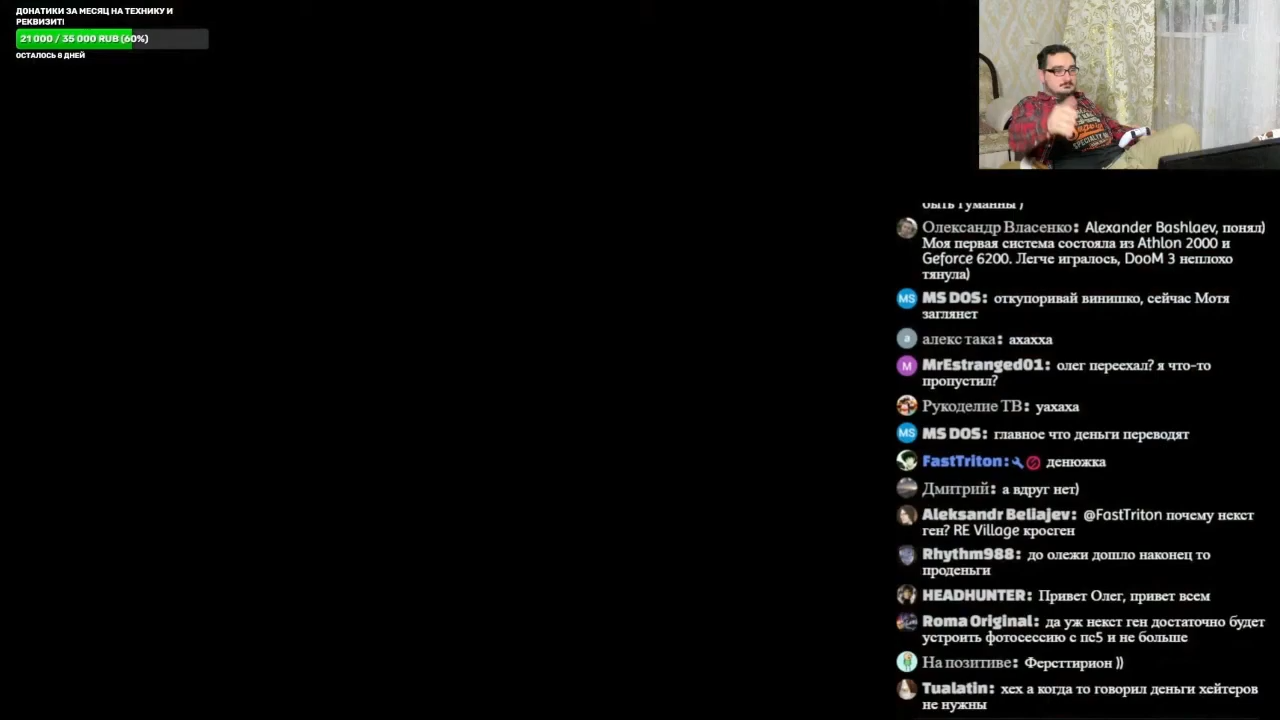 ДОНАТИКИ ЗА МЕСЯЦ НА ТЕХНИКУ И
РЕКВИЗИТ!
21 000 / 35 000 RUB (60%)
ОСТАЛОСЬ 8 ДНЕЙ
SPECIALTY
быть гуманны )
Олександр Власенко: Alexander Bashlaev, понял)
Моя первая система состояла из Athlon 2000 и
Geforce 6200. Легче игралось, DooM 3 неплохо
тянула)
MS DOS: откупоривай винишко, сейчас Мотя
заглянет
алекс така: ахахха
MrEstranged01: олег переехал? я что-то
пропустил?
Рукоделие ТВ: уахаха
MS DOS: главное что деньги переводят
FastTriton: денюжка
Дмитрий: а вдруг нет)
Aleksandr Beliajev: @FastTriton почему некст
ген? RE Village кросген
Rhythm988: до олежи дошло наконец то
проденьги
HEADHUNTER: Привет Олег, привет всем
Roma Original: да уж некст ген достаточно будет
устроить фотосессию с пс5 и не больше
На позитиве: Ферсттирион ))
Tualatin: хех а когда то говорил деньги хейтеров
не нужны